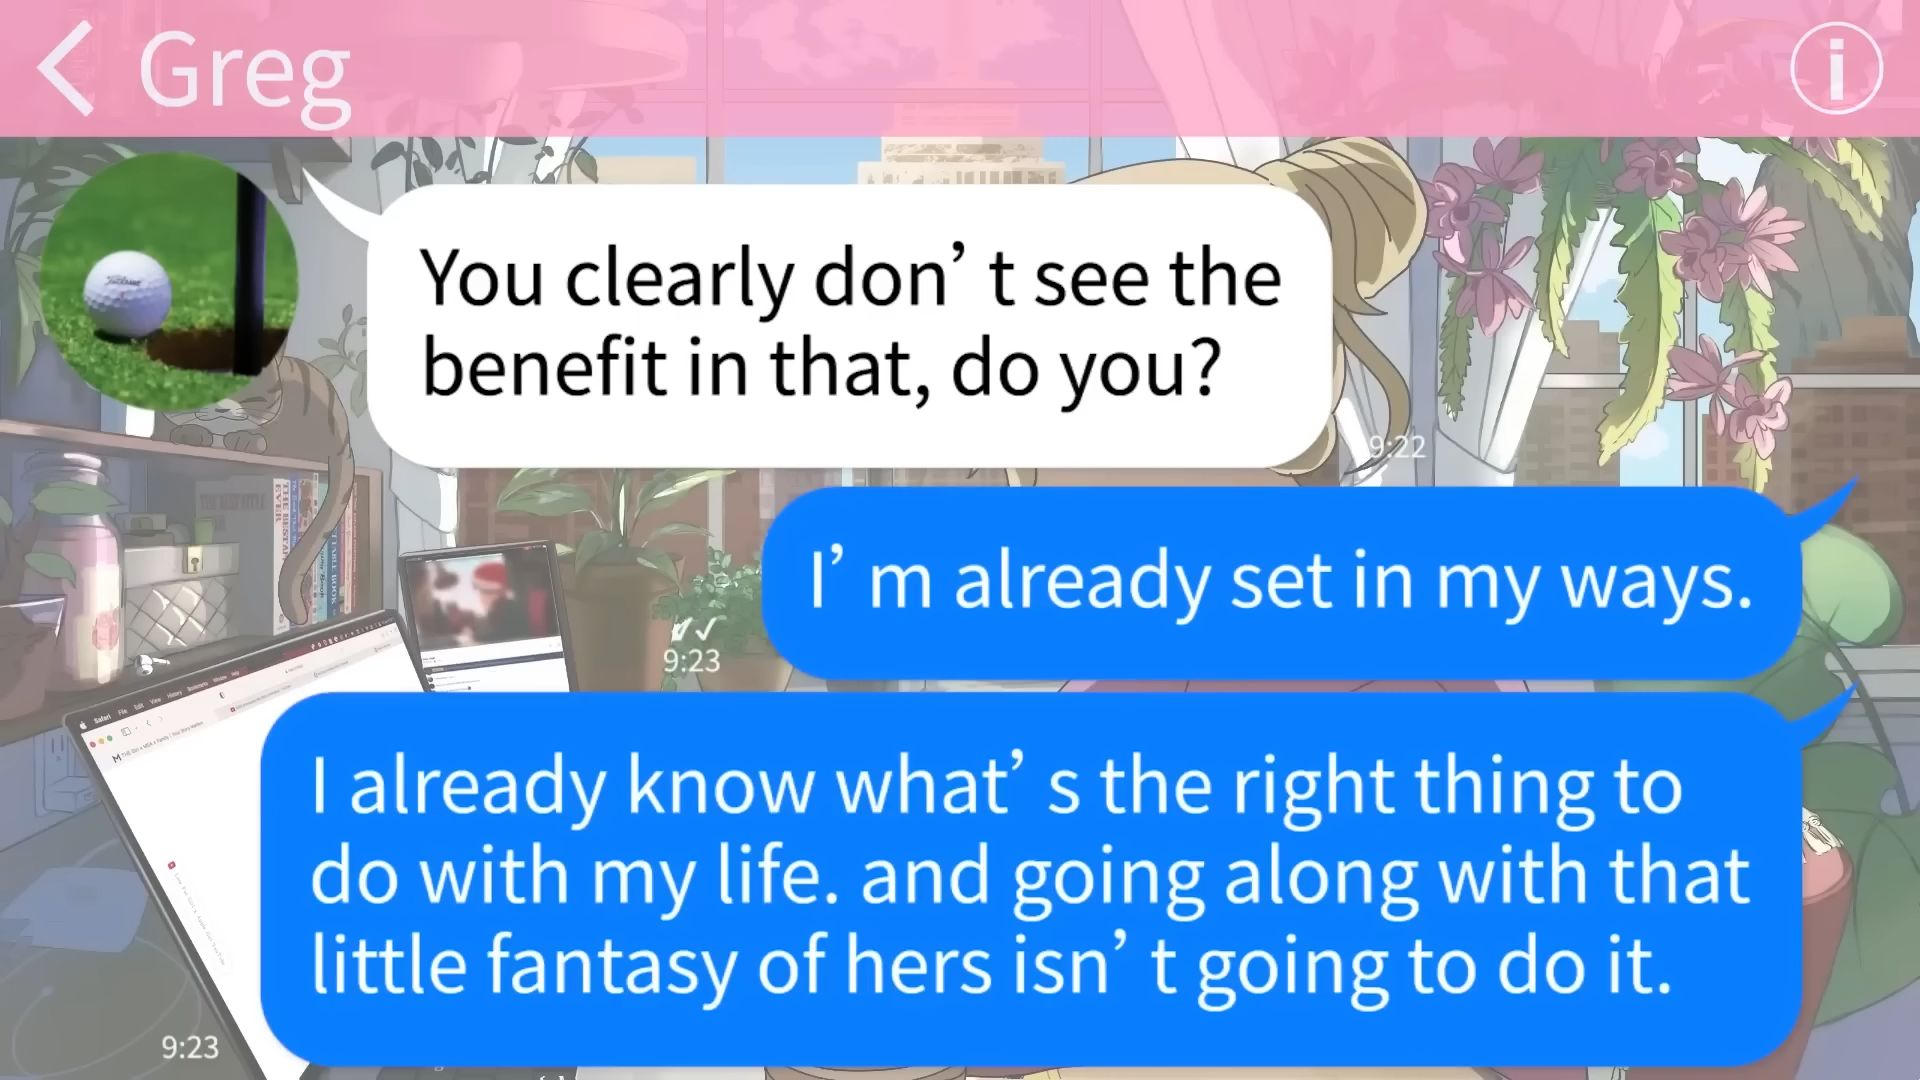 Greg
i
You clearly don’t see the
benefit in that, do you?
9:22
I’m already set in my ways.
✓✓
9:23
I already know what’s the right thing to
do with my life. and going along with that
little fantasy of hers isn’t going to do it.
9:23